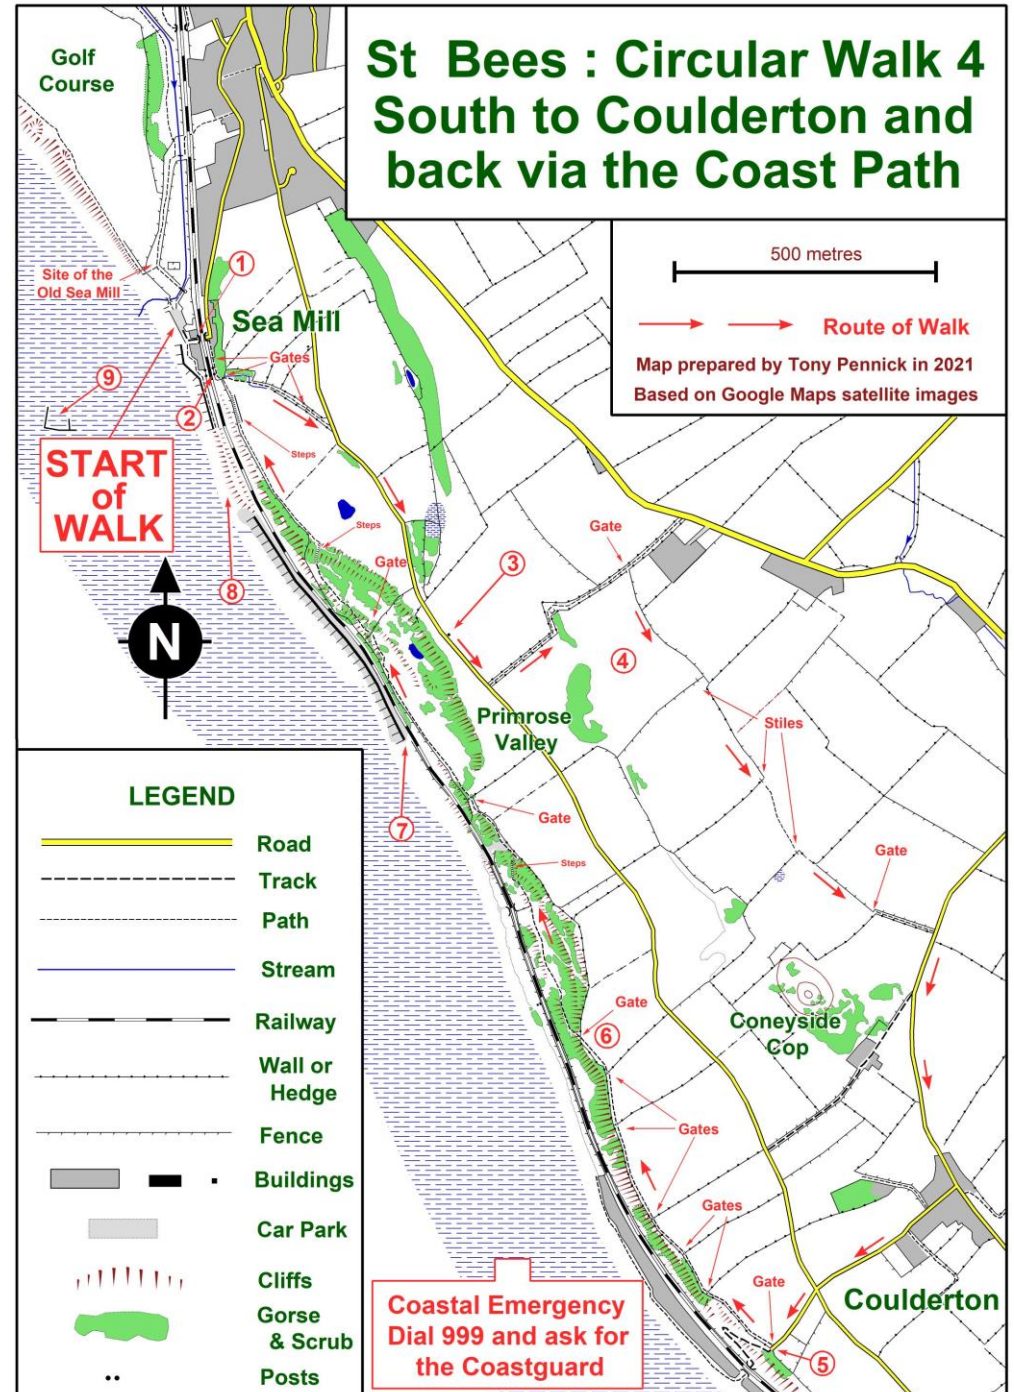 St Bees : Circular Walk 4
South to Coulderton and
back via the Coast Path
500 metres
Route of Walk
Map prepared by Tony Pennick in 2021
Based on Google Maps satellite images
Golf
Course
Site of the
Old Sea Mill
1
Sea Mill
Gates
9
2
START
of
WALK
Steps
Steps
Gate
8
N
3
Gate
4
Primrose
Valley
Stiles
7
Gate
Steps
Gate
Coneyside
Cop
Gate
6
Gates
Gates
Gate
Coulderton
5
Coastal Emergency
Dial 999 and ask for
the Coastguard
LEGEND
Road
Track
Path
Stream
Railway
Wall or
Hedge
Fence
Buildings
Car Park
Cliffs
Gorse
& Scrub
Posts